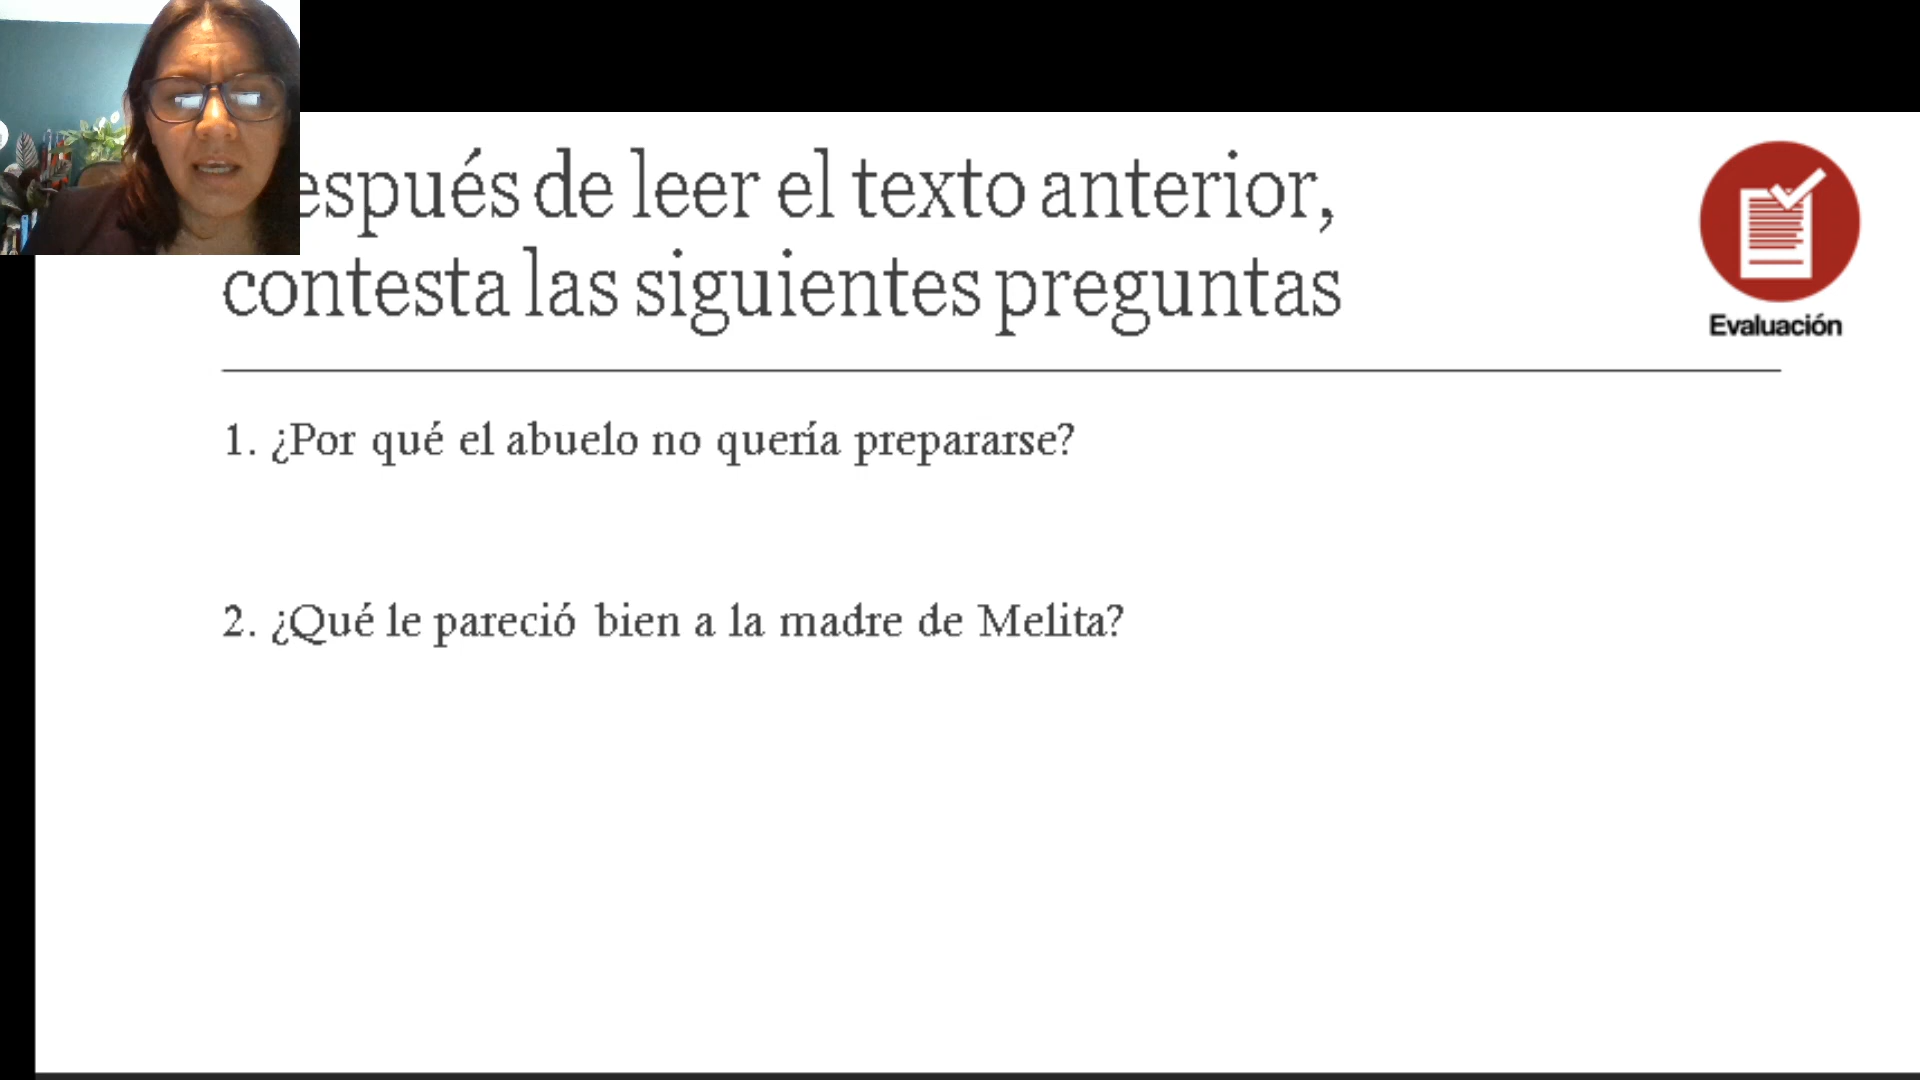 espués de leer el texto anterior,
contesta las siguientes preguntas
Evaluación
1. ¿Por qué el abuelo no quería prepararse?
2. ¿Qué le pareció bien a la madre de Melita?